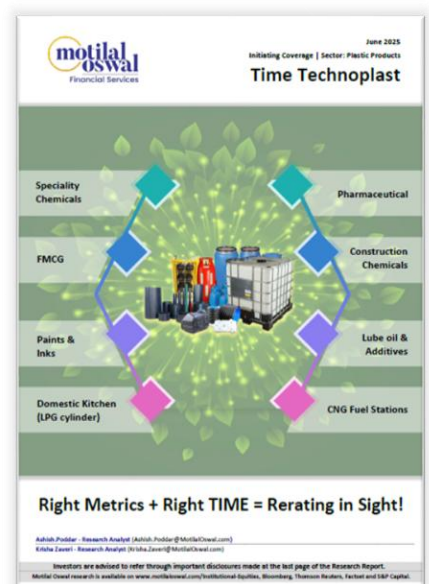 motilal
oswal
Financial Services
June 2025
Initiating Coverage | Sector: Plastic Products
Time Technoplast
Speciality
Chemicals
Pharmaceutical
FMCG
Construction
Chemicals
Paints &
Inks
Lube oil &
Additives
Domestic Kitchen
(LPG cylinder)
CNG Fuel Stations
Right Metrics + Right TIME = Rerating in Sight!
Ashish.Poddar - Research Analyst (Ashish.Poddar@MotilalOswal.com)
Krisha Zaveri - Research Analyst (Krisha.Zaveri@MotilalOswal.com)
Investors are advised to refer through important disclosures made at the last page of the Research Report.
Motilal Oswal research is available on www.motilaloswal.com/Institutional-Equities, Bloomberg, Thomson Reuters, Factset and S&P Capital.